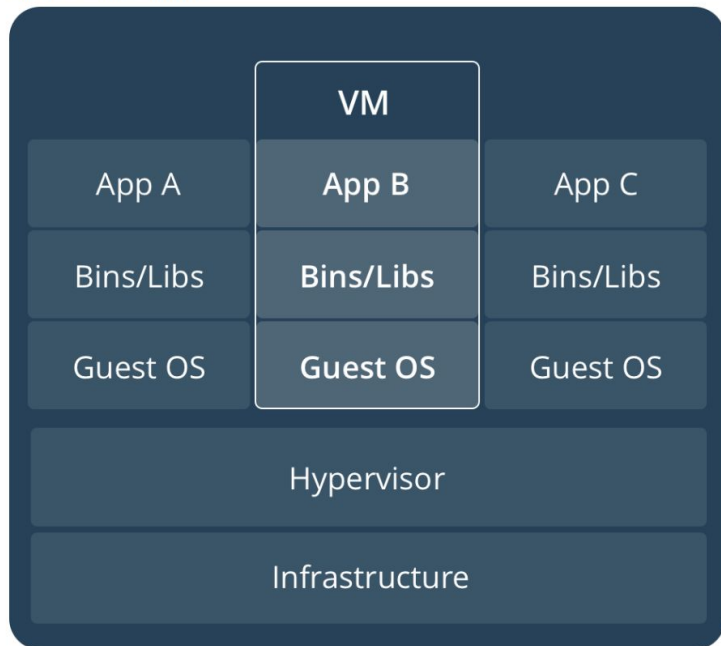 VM
App A App B App C
Bins/Libs Bins/Libs Bins/Libs
Guest OS Guest OS Guest OS
Hypervisor
Infrastructure